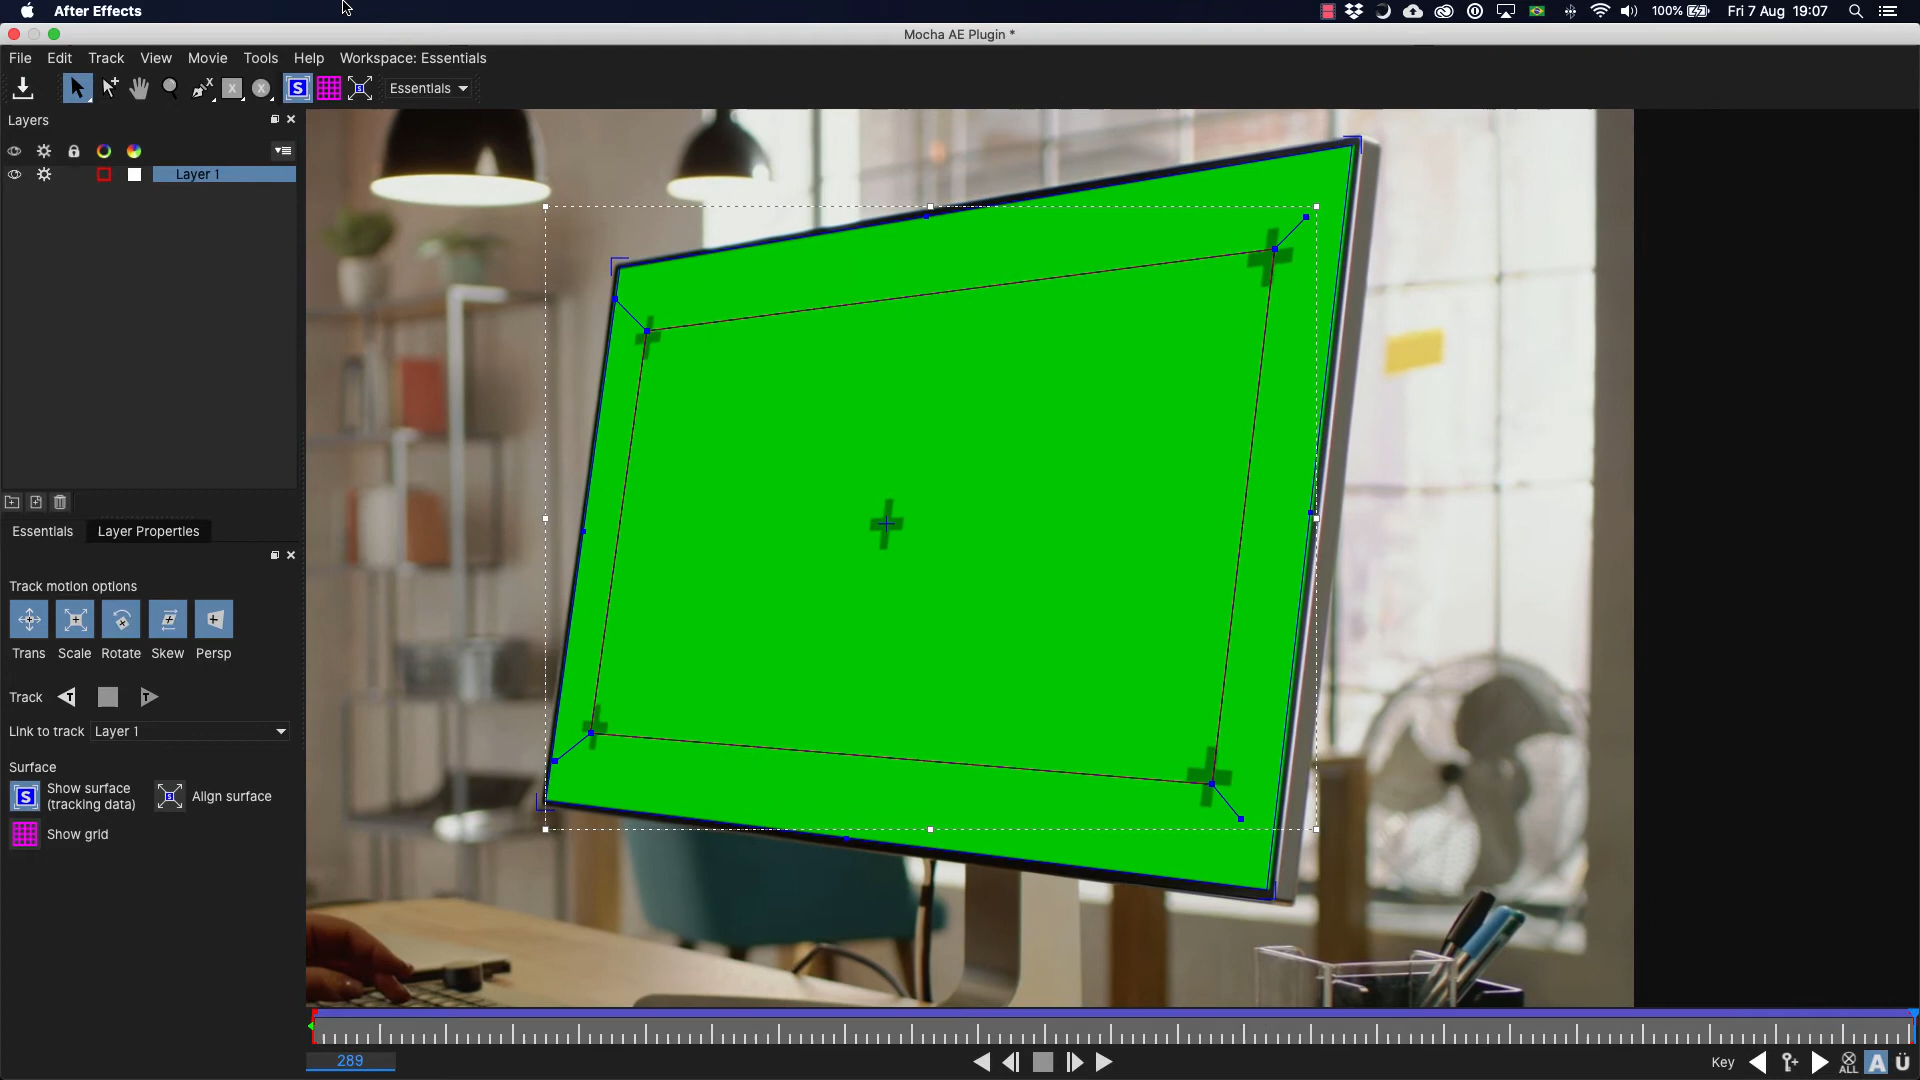 After Effects
100%
Fri 7 Aug 19:07
Mocha AE Plugin *
File Edit Track View Movie Tools Help Workspace: Essentials
Essentials
Layers
Layer 1
Essentials Layer Properties
Track motion options
Trans Scale Rotate Skew Persp
Track
Link to track Layer 1
Surface
Show surface
(tracking data)
Align surface
Show grid
289
Key
ALL
A
Ü